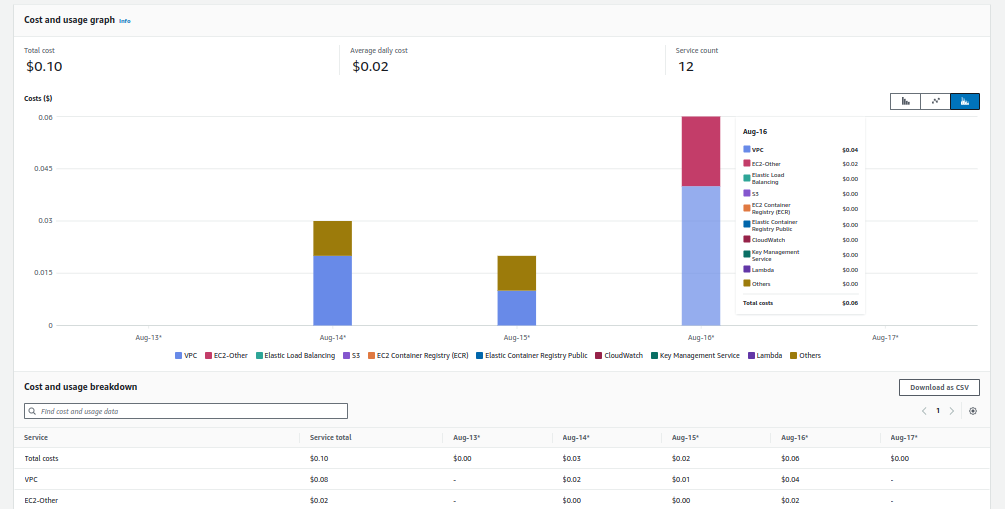 Cost and usage graph Info
Total cost
$0.10
Average daily cost
$0.02
Service count
12
Costs ($)
0.06
0.045
0.03
0.015
0
Aug-13* Aug-14* Aug-15* Aug-16* Aug-17*
Aug-16
VPC $0.04
EC2-Other $0.02
Elastic Load
Balancing $0.00
S3 $0.00
EC2 Container
Registry (ECR) $0.00
Elastic Container
Registry Public $0.00
CloudWatch $0.00
Key Management
Service $0.00
Lambda $0.00
Others $0.00
Total costs $0.06
VPC EC2-Other Elastic Load Balancing S3 EC2 Container Registry (ECR) Elastic Container Registry Public CloudWatch Key Management Service Lambda Others
Cost and usage breakdown
Download as CSV
Find cost and usage data
1
Service Service total Aug-13* Aug-14* Aug-15* Aug-16* Aug-17*
Total costs $0.10 $0.00 $0.03 $0.02 $0.06 $0.00
VPC $0.08 - $0.02 $0.01 $0.04 -
EC2-Other $0.02 - $0.00 $0.00 $0.02 -